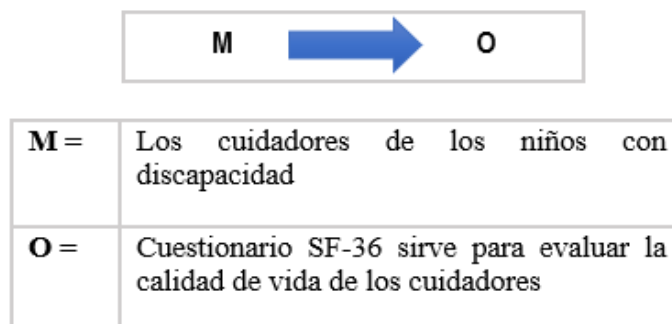 M O
M = Los cuidadores de los niños con
discapacidad
O = Cuestionario SF-36 sirve para evaluar la
calidad de vida de los cuidadores